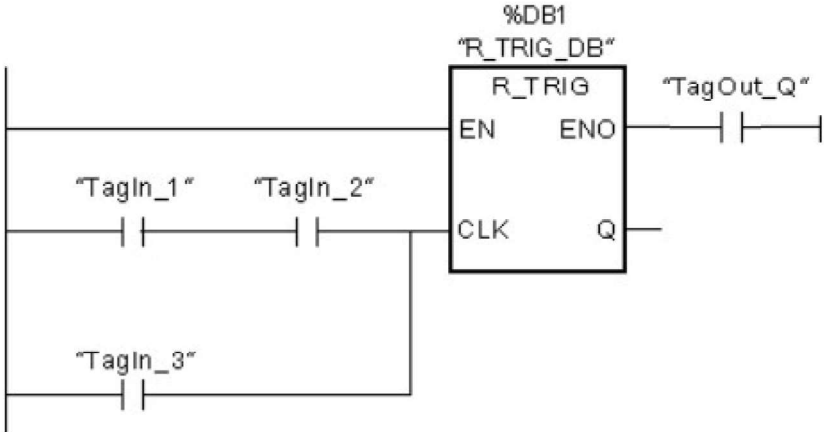 %DB1
"R_TRIG_DB"
R_TRIG
"TagOut_Q"
EN ENO
"TagIn_1" "TagIn_2"
CLK Q
"TagIn_3"